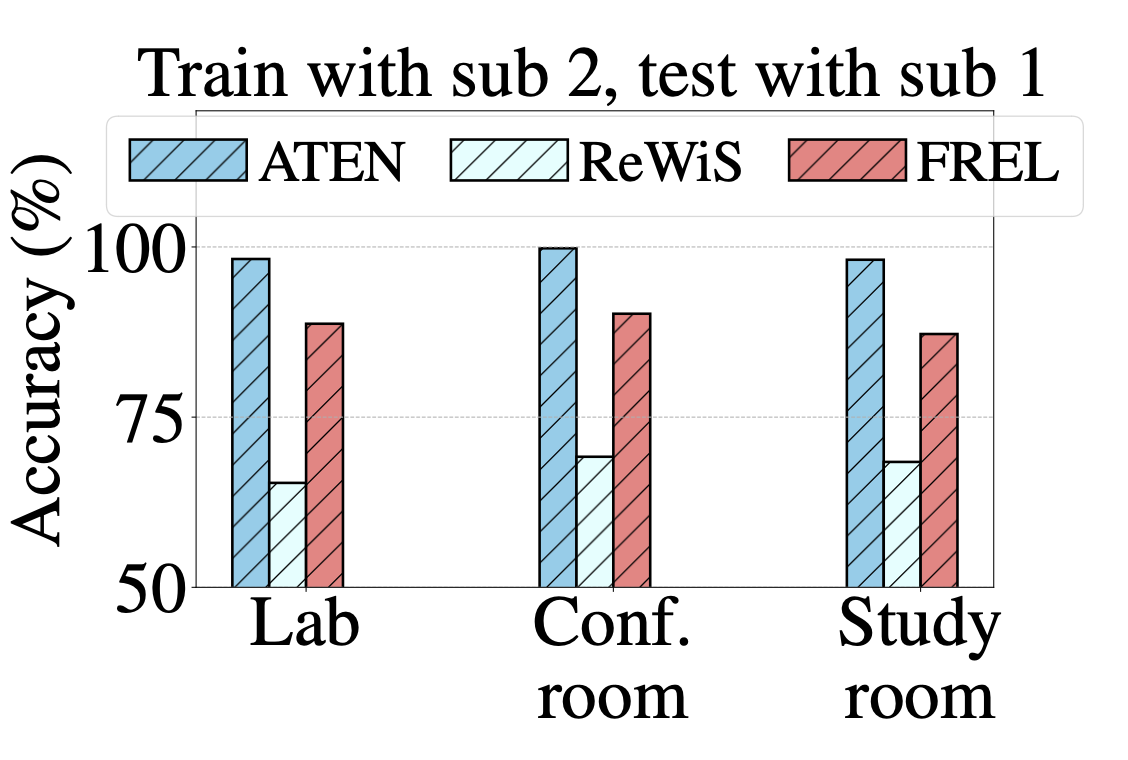 Train with sub 2, test with sub 1
ATEN ReWiS FREL
Accuracy (%)
100
75
50
Lab Conf. room Study room